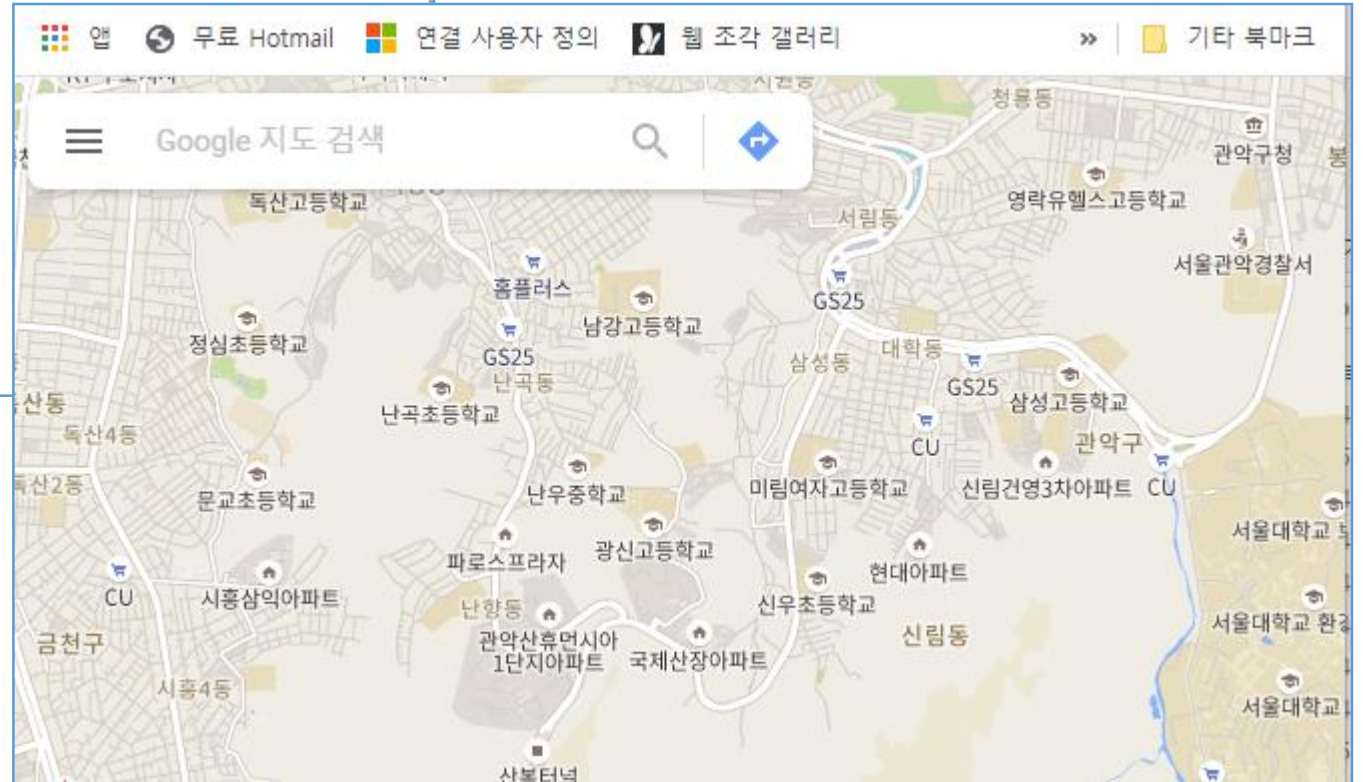 앱 무료 Hotmail 연결 사용자 정의 웹 조각 갤러리 » 기타 북마크
청룡동
Google 지도 검색
관악구청
독산고등학교
영락유헬스고등학교
서림동
서울관악경찰서
홈플러스
GS25
남강고등학교
정심초등학교
GS25
대학동
삼성동
난곡동
GS25
삼성고등학교
난곡초등학교
독산4동
CU
관악구
독산2동
문교초등학교
난우중학교
미림여자고등학교
신림건영3차아파트
CU
서울대학교
파로스프라자
광신고등학교
현대아파트
CU
시흥삼익아파트
신우초등학교
난향동
서울대학교 환경
금천구
관악산휴먼시아
1단지아파트
국제산장아파트
신림동
시흥4동
서울대학교
산복터널